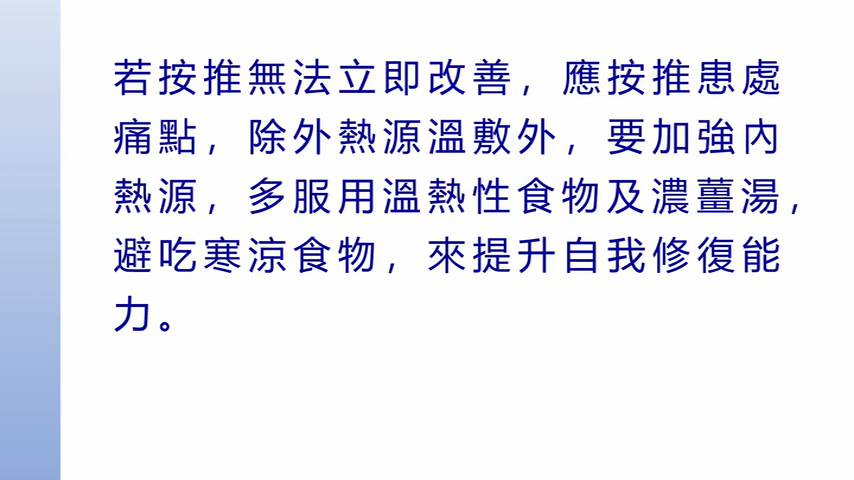 若按推無法立即改善，應按推患處
痛點，除外熱源溫敷外，要加強內
熱源，多服用溫熱性食物及濃薑湯，
避吃寒涼食物，來提升自我修復能
力。